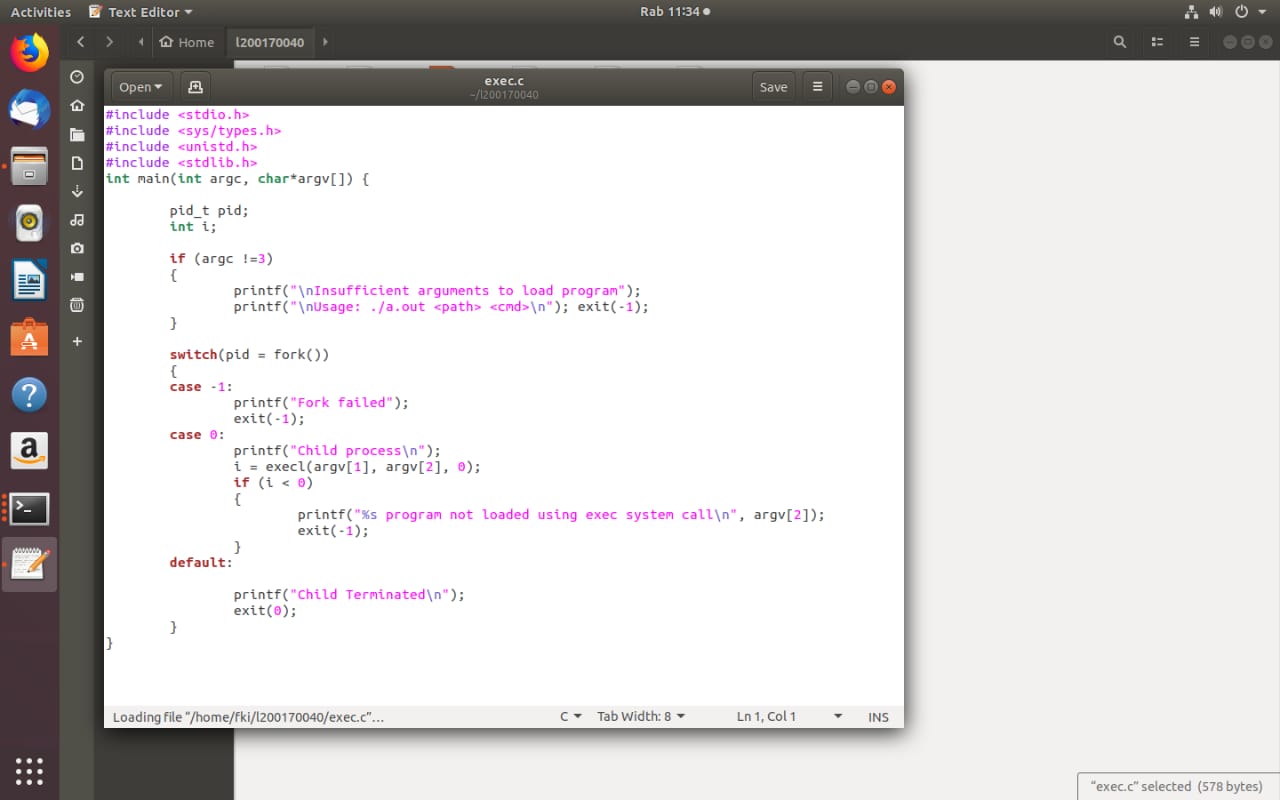 Activities Text Editor Rab 11:34
Home l200170040
Open exec.c Save
~/l200170040
#include <stdio.h>
#include <sys/types.h>
#include <unistd.h>
#include <stdlib.h>
int main(int argc, char*argv[]) {
pid_t pid;
int i;
if (argc !=3)
{
printf("\nInsufficient arguments to load program");
printf("\nUsage: ./a.out <path> <cmd>\n"); exit(-1);
}
switch(pid = fork())
{
case -1:
printf("Fork failed");
exit(-1);
case 0:
printf("Child process\n");
i = execl(argv[1], argv[2], 0);
if (i < 0)
{
printf("%s program not loaded using exec system call\n", argv[2]);
exit(-1);
}
default:
printf("Child Terminated\n");
exit(0);
}
}
Loading file “/home/fki/l200170040/exec.c”… C Tab Width: 8 Ln 1, Col 1 INS
“exec.c” selected (578 bytes)